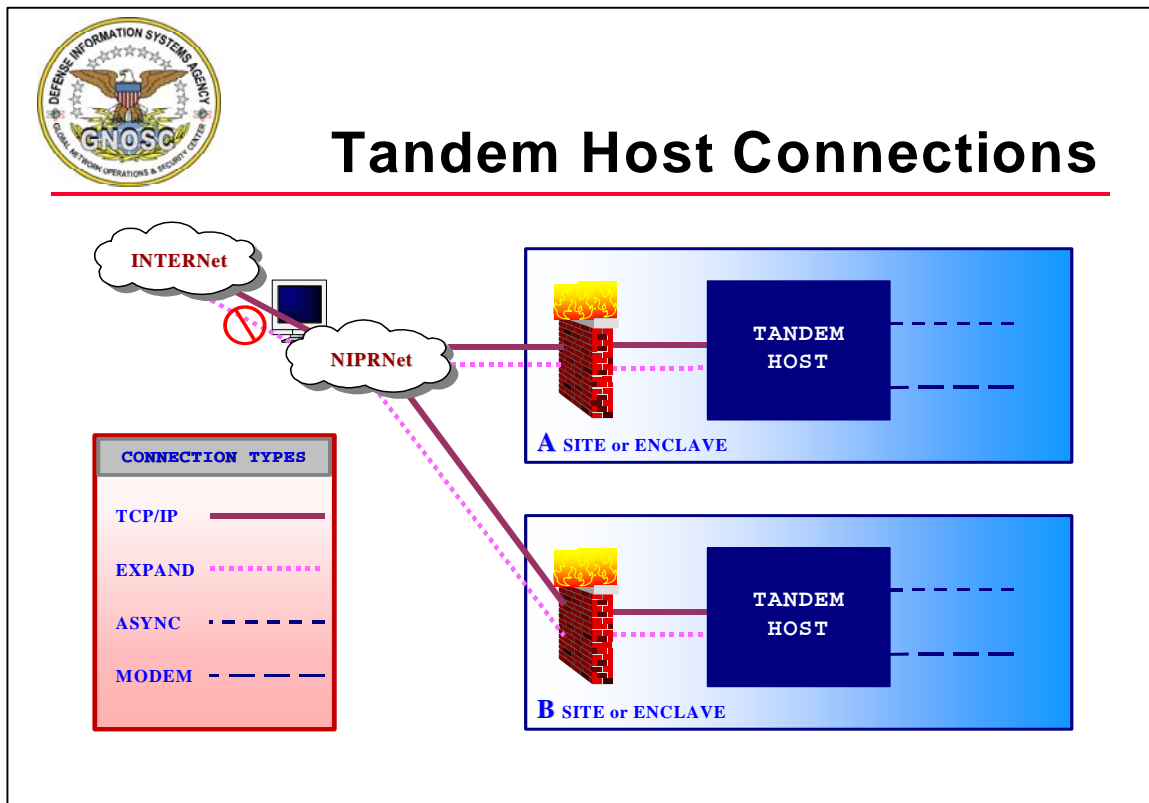 DEFENSE INFORMATION SYSTEMS AGENCY
GNOSC
GLOBAL NETWORK OPERATIONS & SECURITY CENTER
Tandem Host Connections
INTERNet
NIPRNet
TANDEM
HOST
A SITE or ENCLAVE
CONNECTION TYPES
TCP/IP
EXPAND
ASYNC
MODEM
TANDEM
HOST
B SITE or ENCLAVE